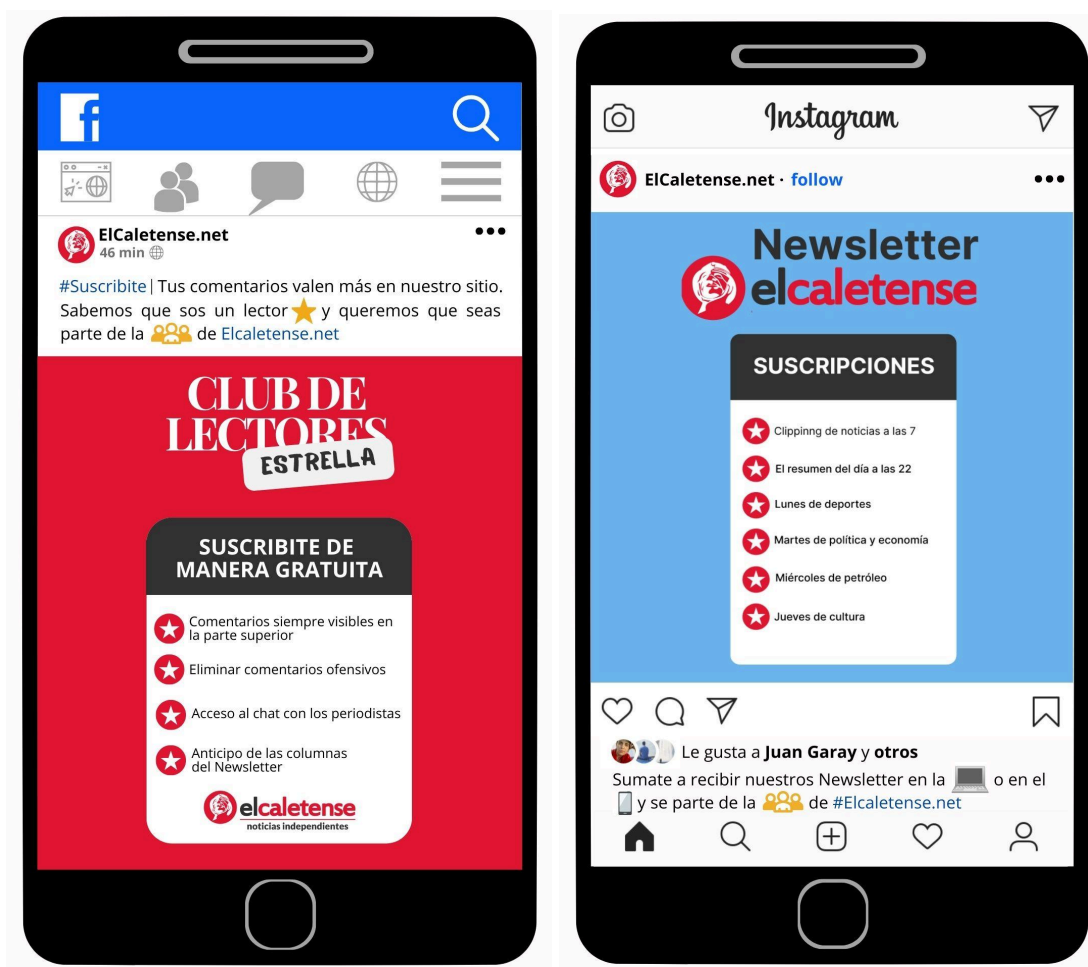 ElCaletense.net
46 min
#Suscribite| Tus comentarios valen más en nuestro sitio.
Sabemos que sos un lector y queremos que seas
parte de la de Elcaletense.net
CLUB DE
LECTORES
ESTRELLA
SUSCRIBITE DE
MANERA GRATUITA
Comentarios siempre visibles en
la parte superior
Eliminar comentarios ofensivos
Acceso al chat con los periodistas
Anticipo de las columnas
del Newsletter
elcaletense
noticias independientes
Instagram
ElCaletense.net · follow
Newsletter
elcaletense
SUSCRIPCIONES
Clippinng de noticias a las 7
El resumen del día a las 22
Lunes de deportes
Martes de política y economía
Miércoles de petróleo
Jueves de cultura
Le gusta a Juan Garay y otros
Sumate a recibir nuestros Newsletter en la o en el
y se parte de la de #Elcaletense.net